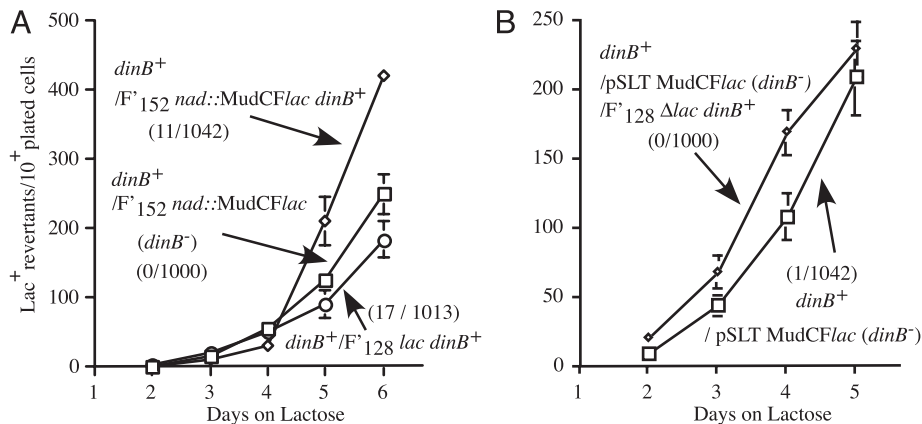 A
Lac+ revertants/10+ plated cells
500
400
300
200
100
0
1 2 3 4 5 6
Days on Lactose
dinB+
/F'152 nad::MudCFlac dinB+
(11/1042)
dinB+
/F'152 nad::MudCFlac
(dinB-)
(0/1000)
(17 / 1013)
dinB+/F'128 lac dinB+
B
250
200
150
100
50
0
1 2 3 4 5
Days on Lactose
dinB+
/pSLT MudCFlac (dinB-)
/F'128 Δlac dinB+
(0/1000)
(1/1042)
dinB+
/ pSLT MudCFlac (dinB-)